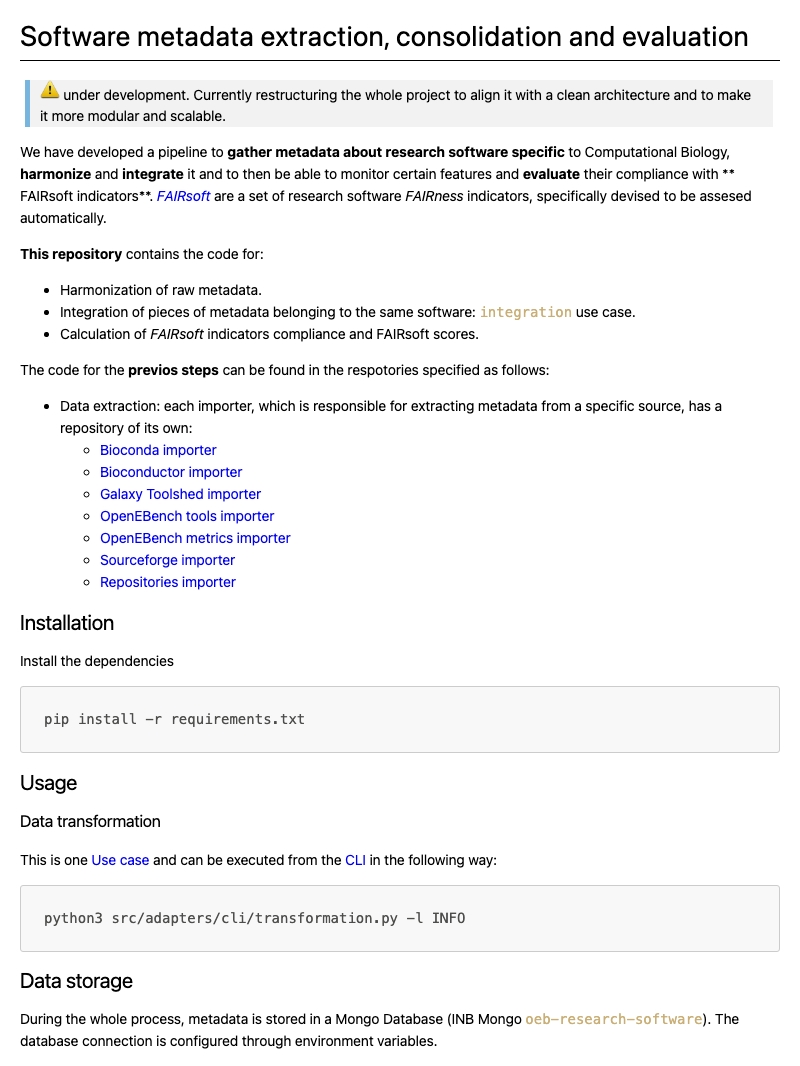 Software metadata extraction, consolidation and evaluation
⚠️ under development. Currently restructuring the whole project to align it with a clean architecture and to make
it more modular and scalable.
We have developed a pipeline to gather metadata about research software specific to Computational Biology,
harmonize and integrate it and to then be able to monitor certain features and evaluate their compliance with **
FAIRsoft indicators**. FAIRsoft are a set of research software FAIRness indicators, specifically devised to be assesed
automatically.
This repository contains the code for:
• Harmonization of raw metadata.
• Integration of pieces of metadata belonging to the same software: integration use case.
• Calculation of FAIRsoft indicators compliance and FAIRsoft scores.
The code for the previos steps can be found in the respotories specified as follows:
• Data extraction: each importer, which is responsible for extracting metadata from a specific source, has a
repository of its own:
◦ Bioconda importer
◦ Bioconductor importer
◦ Galaxy Toolshed importer
◦ OpenEBench tools importer
◦ OpenEBench metrics importer
◦ Sourceforge importer
◦ Repositories importer
Installation
Install the dependencies
pip install -r requirements.txt
Usage
Data transformation
This is one Use case and can be executed from the CLI in the following way:
python3 src/adapters/cli/transformation.py -l INFO
Data storage
During the whole process, metadata is stored in a Mongo Database (INB Mongo oeb-research-software). The
database connection is configured through environment variables.